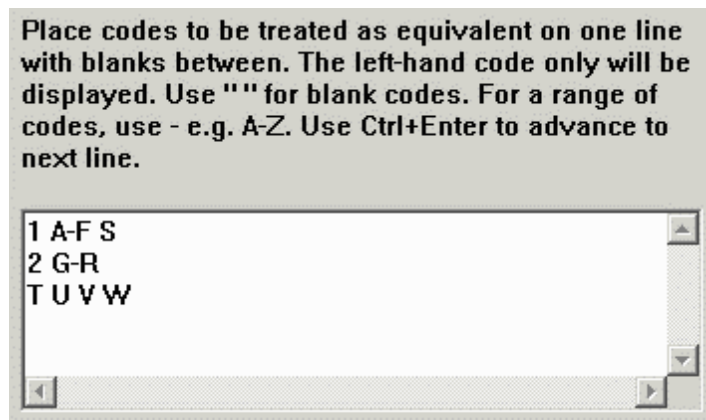 Place codes to be treated as equivalent on one line
with blanks between. The left-hand code only will be
displayed. Use "" for blank codes. For a range of
codes, use - e.g. A-Z. Use Ctrl+Enter to advance to
next line.
1 A-F S
2 G-R
T U V W